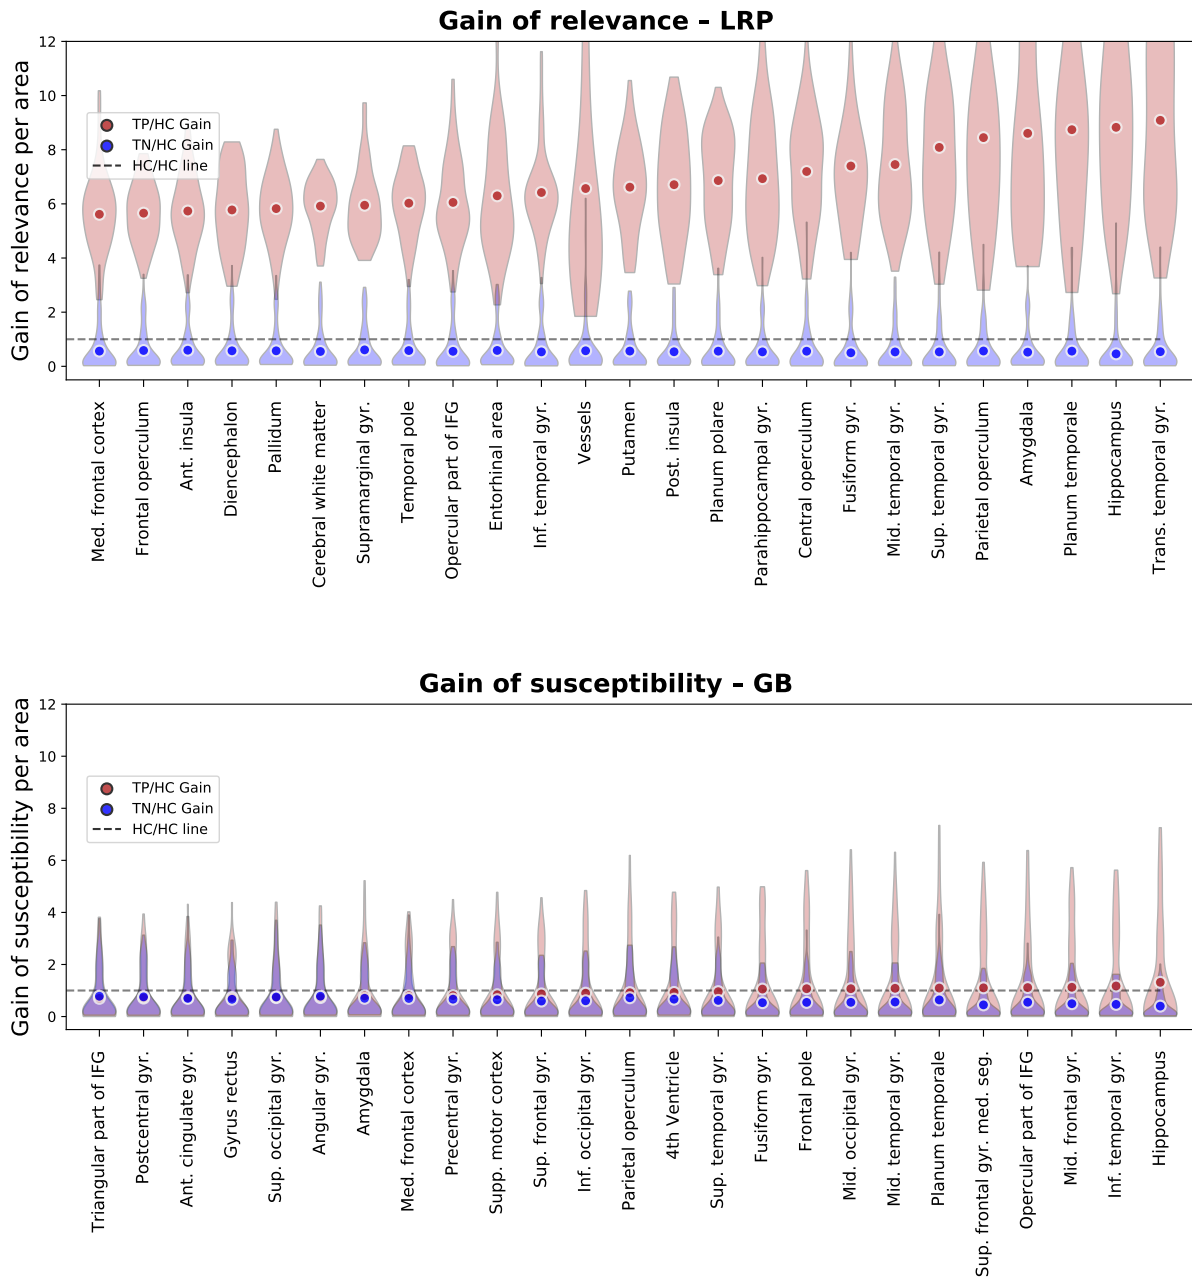 Gain of relevance – LRP
Gain of relevance per area
12
10
8
6
4
2
0
TP/HC Gain
TN/HC Gain
HC/HC line
Med. frontal cortex
Frontal operculum
Ant. insula
Diencephalon
Pallidum
Cerebral white matter
Supramarginal gyr.
Temporal pole
Opercular part of IFG
Entorhinal area
Inf. temporal gyr.
Vessels
Putamen
Post. insula
Planum polare
Parahippocampal gyr.
Central operculum
Fusiform gyr.
Mid. temporal gyr.
Sup. temporal gyr.
Parietal operculum
Amygdala
Planum temporale
Hippocampus
Trans. temporal gyr.
Gain of susceptibility – GB
Gain of susceptibility per area
12
10
8
6
4
2
0
TP/HC Gain
TN/HC Gain
HC/HC line
Triangular part of IFG
Postcentral gyr.
Ant. cingulate gyr.
Gyrus rectus
Sup. occipital gyr.
Angular gyr.
Amygdala
Med. frontal cortex
Precentral gyr.
Supp. motor cortex
Sup. frontal gyr.
Inf. occipital gyr.
Parietal operculum
4th Ventricle
Sup. temporal gyr.
Fusiform gyr.
Frontal pole
Mid. occipital gyr.
Mid. temporal gyr.
Planum temporale
Sup. frontal gyr. med. seg.
Opercular part of IFG
Mid. frontal gyr.
Inf. temporal gyr.
Hippocampus